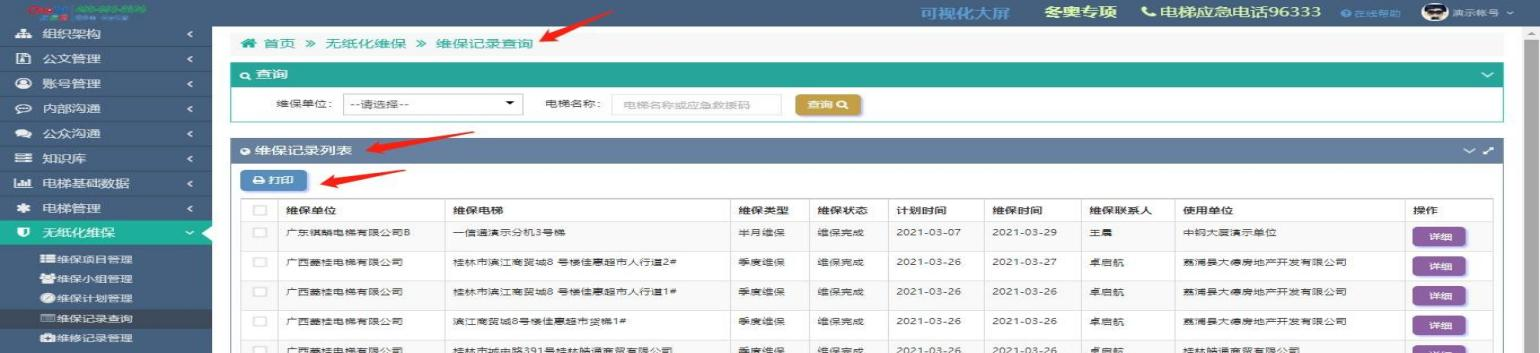 可视化大屏 冬奥专项 电梯应急电话96333 在线帮助 演示帐号
组织架构
公文管理
账号管理
内部沟通
公众沟通
知识库
电梯基础数据
电梯管理
无纸化维保
维保项目管理
维保小组管理
维保计划管理
维保记录查询
维修记录管理
首页 » 无纸化维保 » 维保记录查询
查询
维保单位: --请选择-- 电梯名称: 电梯名称或应急救援码 查询
维保记录列表
打印
维保单位 维保电梯 维保类型 维保状态 计划时间 维保时间 维保联系人 使用单位 操作
广东祺麟电梯有限公司B 一信通演示分机3号梯 半月维保 维保完成 2021-03-07 2021-03-29 王晨 中钢大厦演示单位 详细
广西菱桂电梯有限公司 桂林市滨江商贸城8 号楼佳惠超市人行道2# 季度维保 维保完成 2021-03-26 2021-03-27 卓启航 荔浦县大德房地产开发有限公司 详细
广西菱桂电梯有限公司 桂林市滨江商贸城8 号楼佳惠超市人行道1# 季度维保 维保完成 2021-03-26 2021-03-26 卓启航 荔浦县大德房地产开发有限公司 详细
广西菱桂电梯有限公司 滨江商贸城8号楼佳惠超市货梯1# 季度维保 维保完成 2021-03-26 2021-03-26 卓启航 荔浦县大德房地产开发有限公司 详细
广西菱桂电梯有限公司 桂林市城中路391号桂林皓通商贸有限公司 季度维保 维保完成 2021-03-26 2021-03-26 卓启航 桂林皓通商贸有限公司 详细